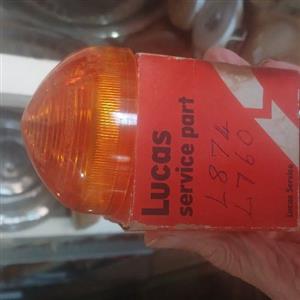 Lucas
service part
L874
L760
Lucas Service